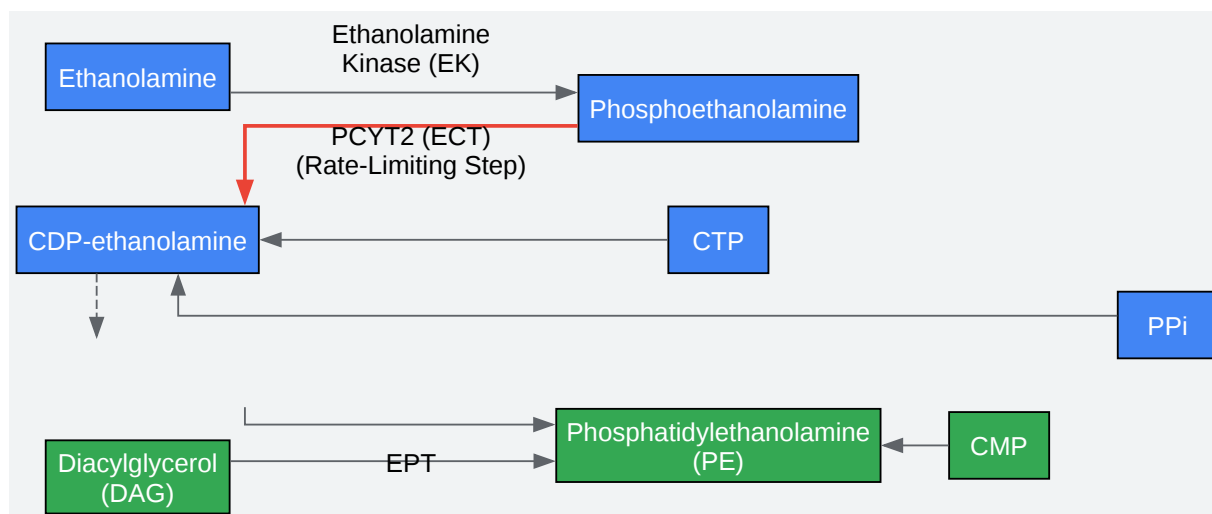 Ethanolamine
Kinase (EK)
Ethanolamine
Phosphoethanolamine
PCYT2 (ECT)
(Rate-Limiting Step)
CDP-ethanolamine
CTP
PPi
Phosphatidylethanolamine
(PE)
CMP
Diacylglycerol
(DAG)
EPT